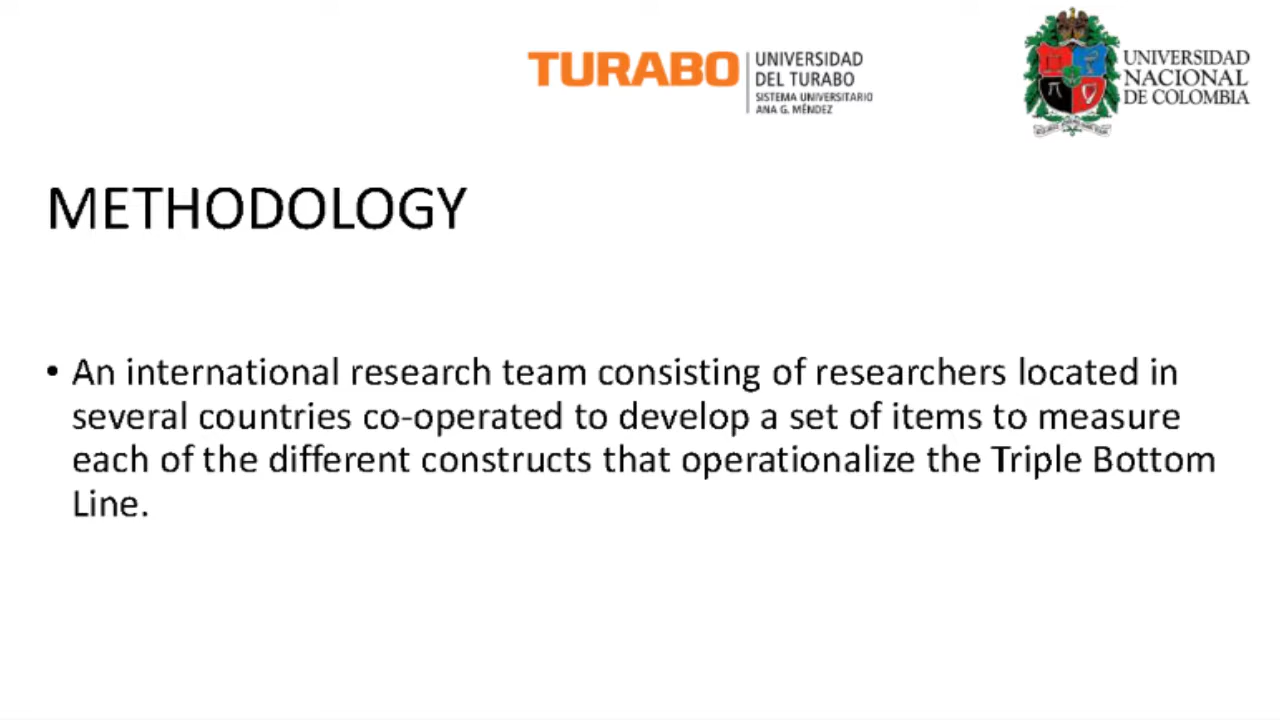 TURABO
UNIVERSIDAD
DEL TURABO
SISTEMA UNIVERSITARIO
ANA G. MÉNDEZ
UNIVERSIDAD
NACIONAL
DE COLOMBIA
METHODOLOGY
• An international research team consisting of researchers located in
several countries co-operated to develop a set of items to measure
each of the different constructs that operationalize the Triple Bottom
Line.